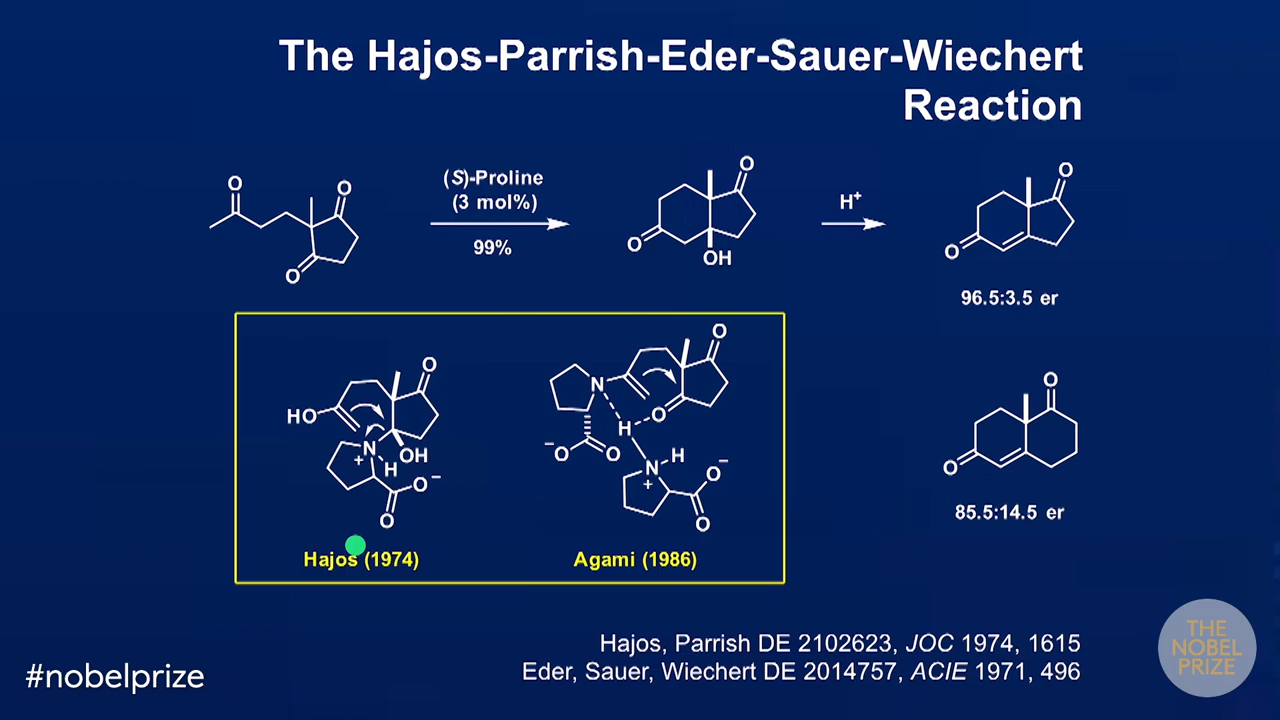 The Hajos-Parrish-Eder-Sauer-Wiechert
Reaction
O
O
O
(S)-Proline
(3 mol%)
99%
O
O
OH
H+
O
O
96.5:3.5 er
O
HO
N
+
H
OH
O−
O
Hajos (1974)
O
N
O
H
−O
O
N
+
H
O−
O
Agami (1986)
O
O
85.5:14.5 er
Hajos, Parrish DE 2102623, JOC 1974, 1615
Eder, Sauer, Wiechert DE 2014757, ACIE 1971, 496
#nobelprize
THE
NOBEL
PRIZE